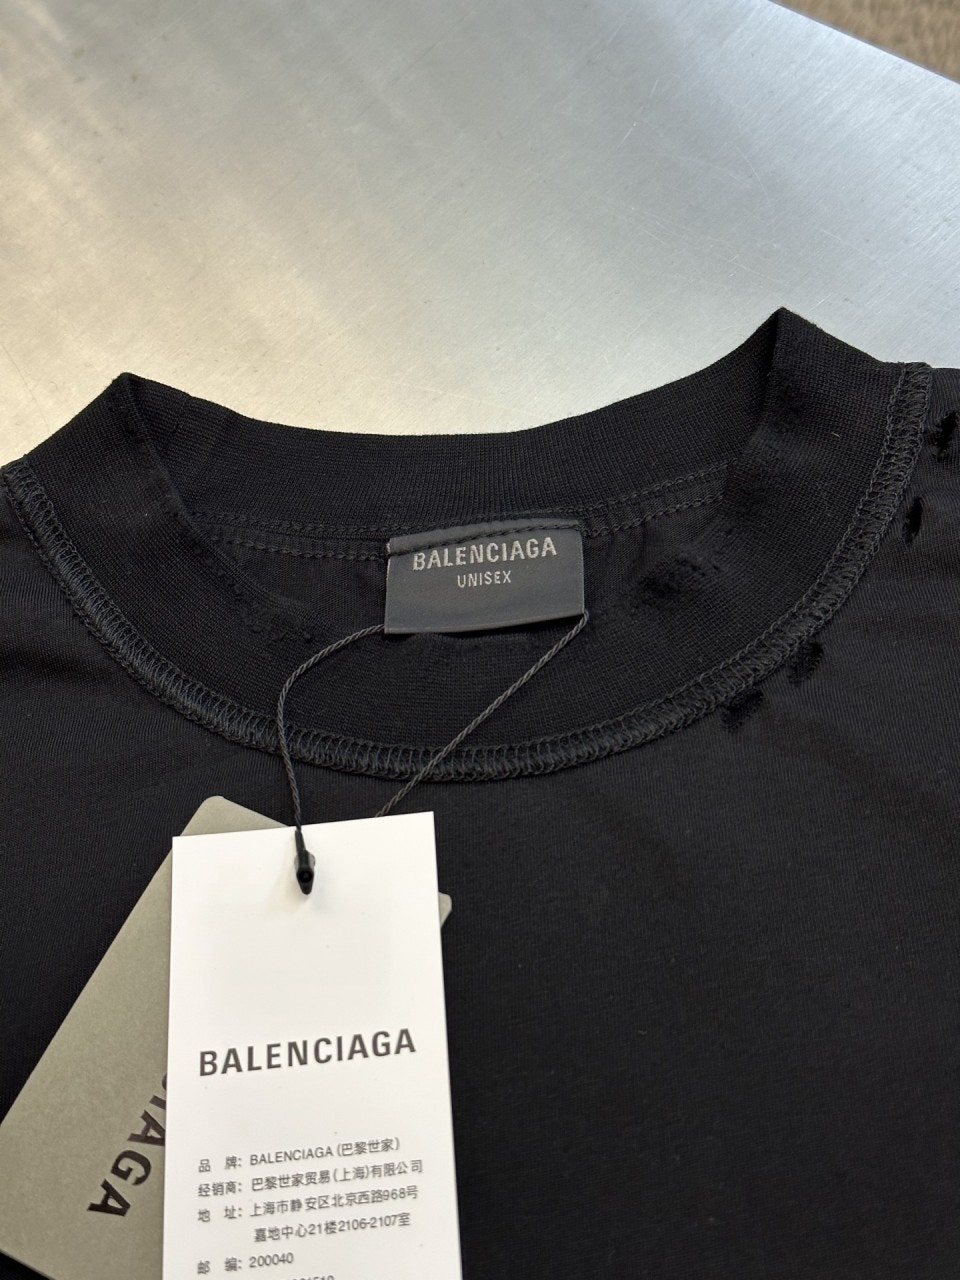 BALENCIAGA
UNISEX
BALENCIAGA
品 牌: BALENCIAGA (巴黎世家)
经销商: 巴黎世家贸易(上海)有限公司
地 址: 上海市静安区北京西路968号
嘉地中心21楼2106-2107室
邮 编: 200040